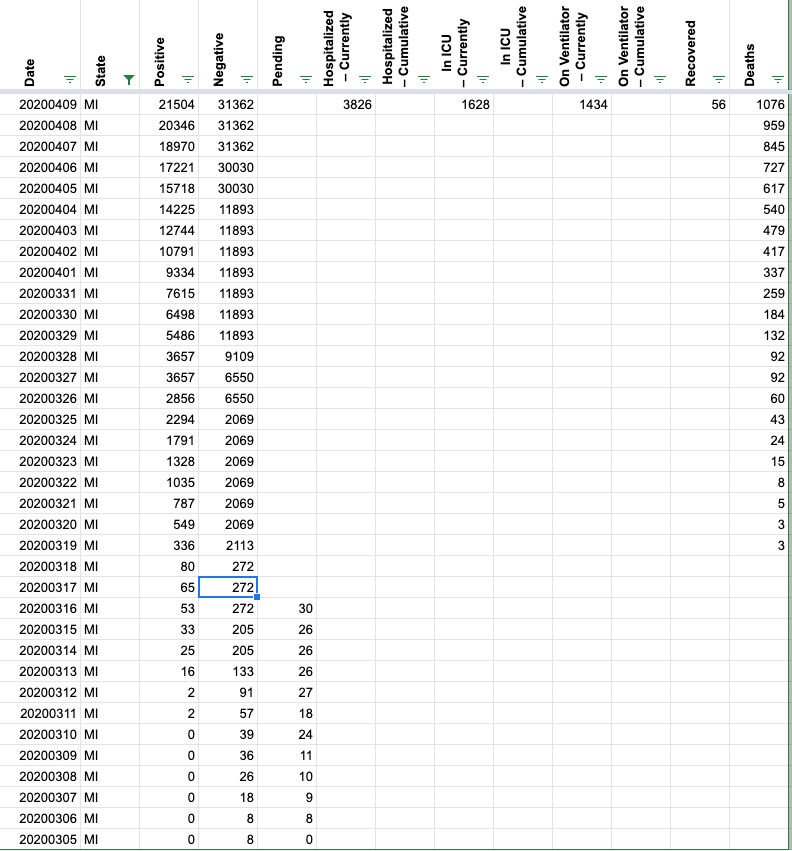 Date State Positive Negative Pending Hospitalized – Currently Hospitalized – Cumulative In ICU – Currently In ICU – Cumulative On Ventilator – Currently On Ventilator – Cumulative Recovered Deaths
20200409 MI 21504 31362 3826 1628 1434 56 1076
20200408 MI 20346 31362 959
20200407 MI 18970 31362 845
20200406 MI 17221 30030 727
20200405 MI 15718 30030 617
20200404 MI 14225 11893 540
20200403 MI 12744 11893 479
20200402 MI 10791 11893 417
20200401 MI 9334 11893 337
20200331 MI 7615 11893 259
20200330 MI 6498 11893 184
20200329 MI 5486 11893 132
20200328 MI 3657 9109 92
20200327 MI 3657 6550 92
20200326 MI 2856 6550 60
20200325 MI 2294 2069 43
20200324 MI 1791 2069 24
20200323 MI 1328 2069 15
20200322 MI 1035 2069 8
20200321 MI 787 2069 5
20200320 MI 549 2069 3
20200319 MI 336 2113 3
20200318 MI 80 272
20200317 MI 65 272
20200316 MI 53 272 30
20200315 MI 33 205 26
20200314 MI 25 205 26
20200313 MI 16 133 26
20200312 MI 2 91 27
20200311 MI 2 57 18
20200310 MI 0 39 24
20200309 MI 0 36 11
20200308 MI 0 26 10
20200307 MI 0 18 9
20200306 MI 0 8 8
20200305 MI 0 8 0